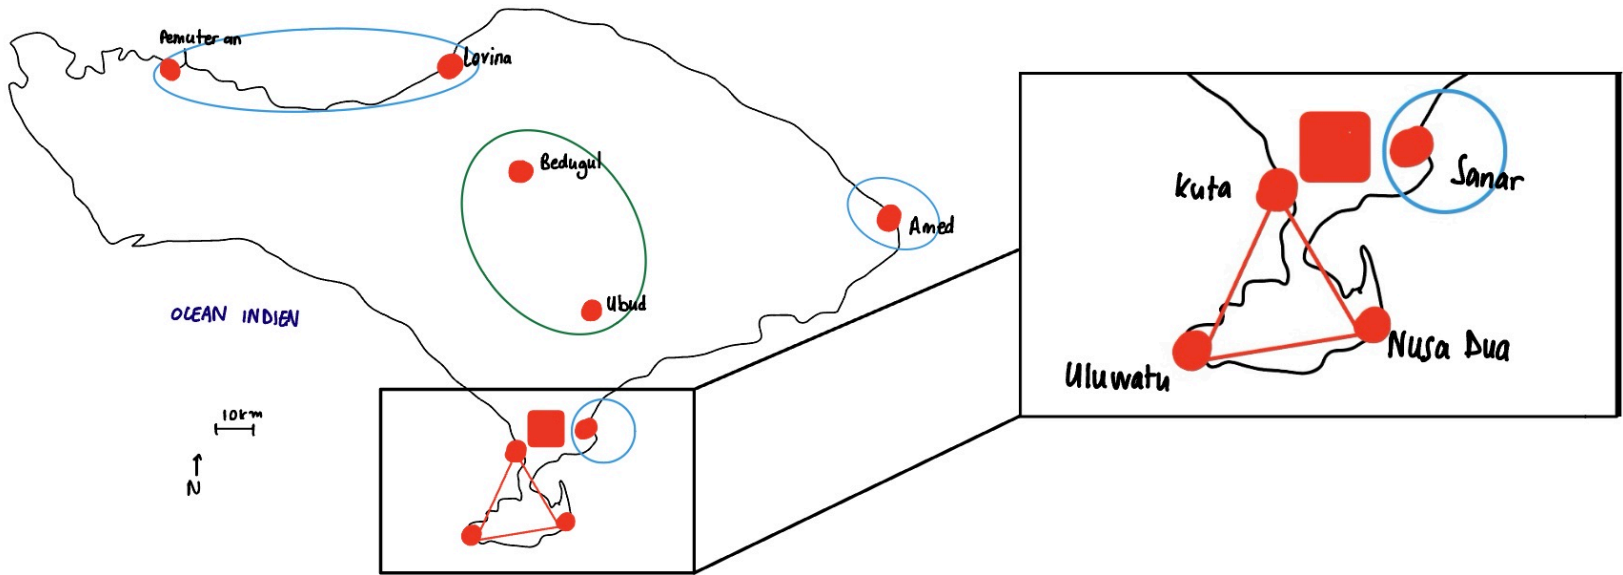 Pemuteran
Lovina
Bedugul
Amed
Ubud
OCEAN INDIEN
10km
N
Kuta
Sanar
Nusa Dua
Uluwatu